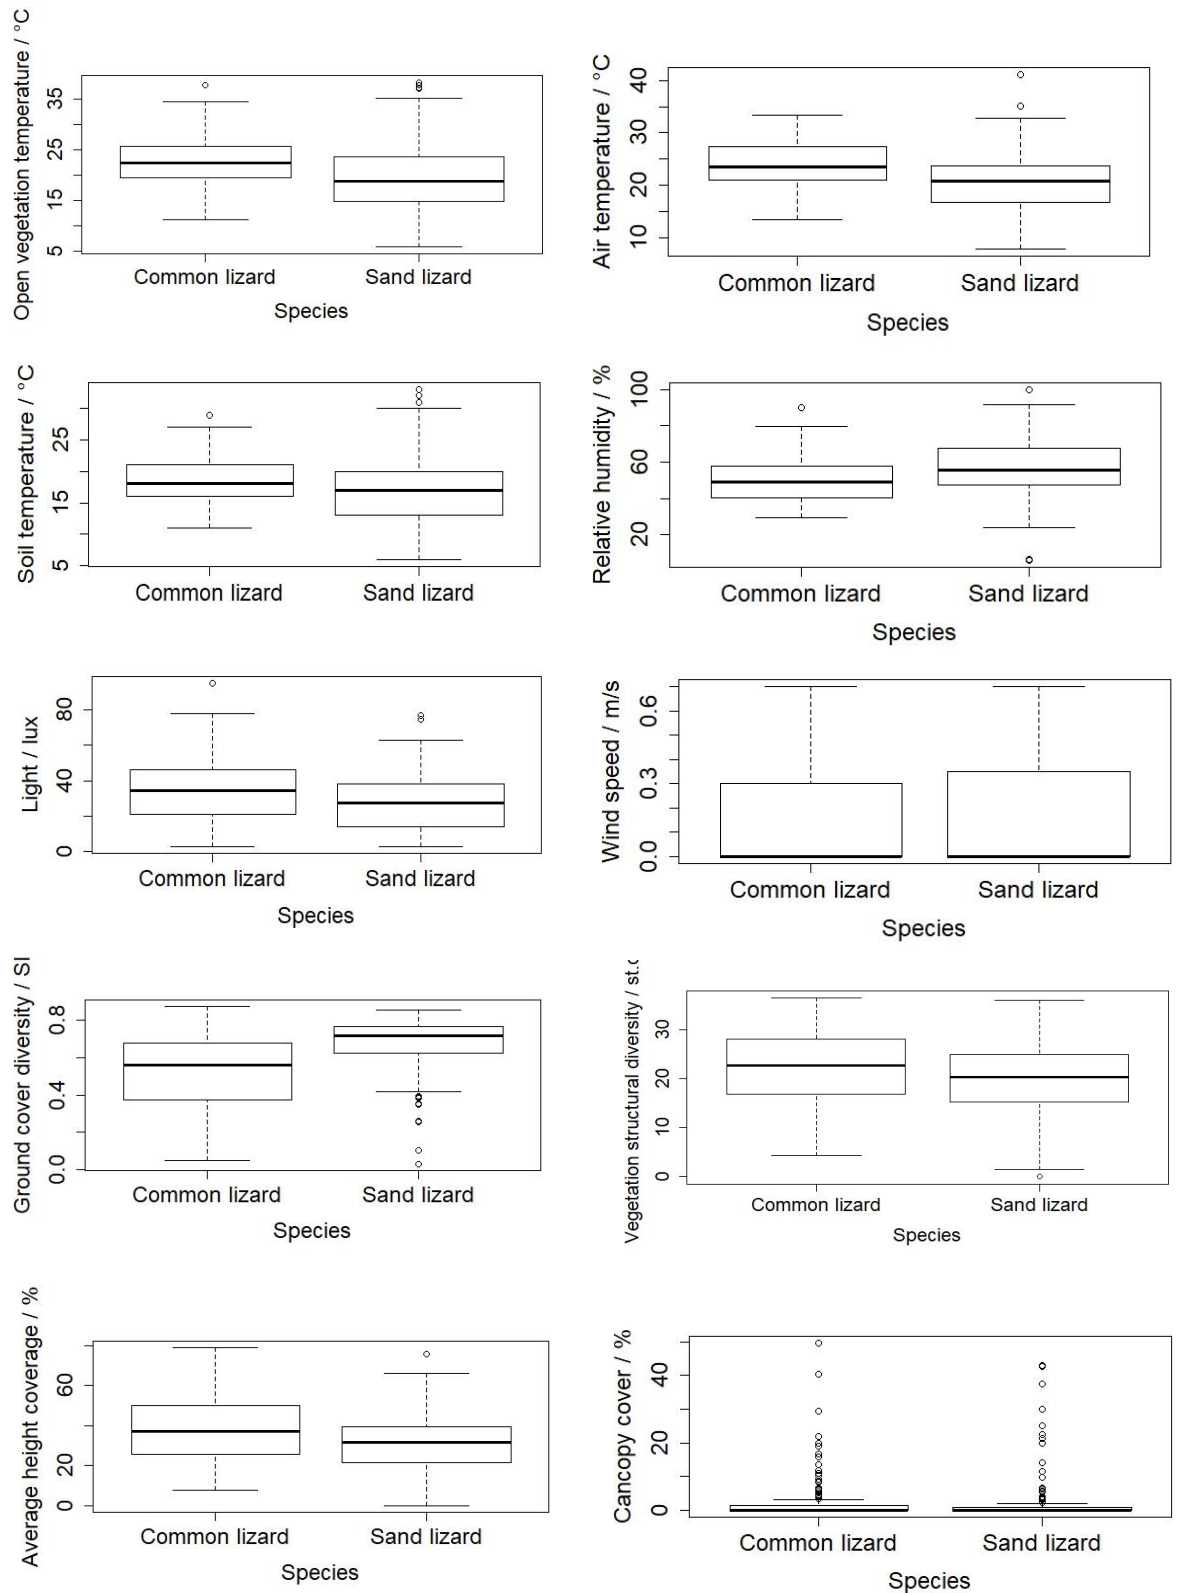 Open vegetation temperature / °C
35
25
15
5
Common lizard
Sand lizard
Species
Air temperature / °C
40
30
20
10
Common lizard
Sand lizard
Species
Soil temperature / °C
25
15
5
Common lizard
Sand lizard
Relative humidity / %
100
60
20
Common lizard
Sand lizard
Species
Light / lux
80
40
0
Common lizard
Sand lizard
Species
Wind speed / m/s
0.6
0.3
0.0
Common lizard
Sand lizard
Species
Ground cover diversity / SI
0.8
0.4
0.0
Common lizard
Sand lizard
Species
Vegetation structural diversity / st.
30
20
10
0
Common lizard
Sand lizard
Species
Average height coverage / %
60
20
0
Common lizard
Sand lizard
Species
Cancopy cover / %
40
20
0
Common lizard
Sand lizard
Species